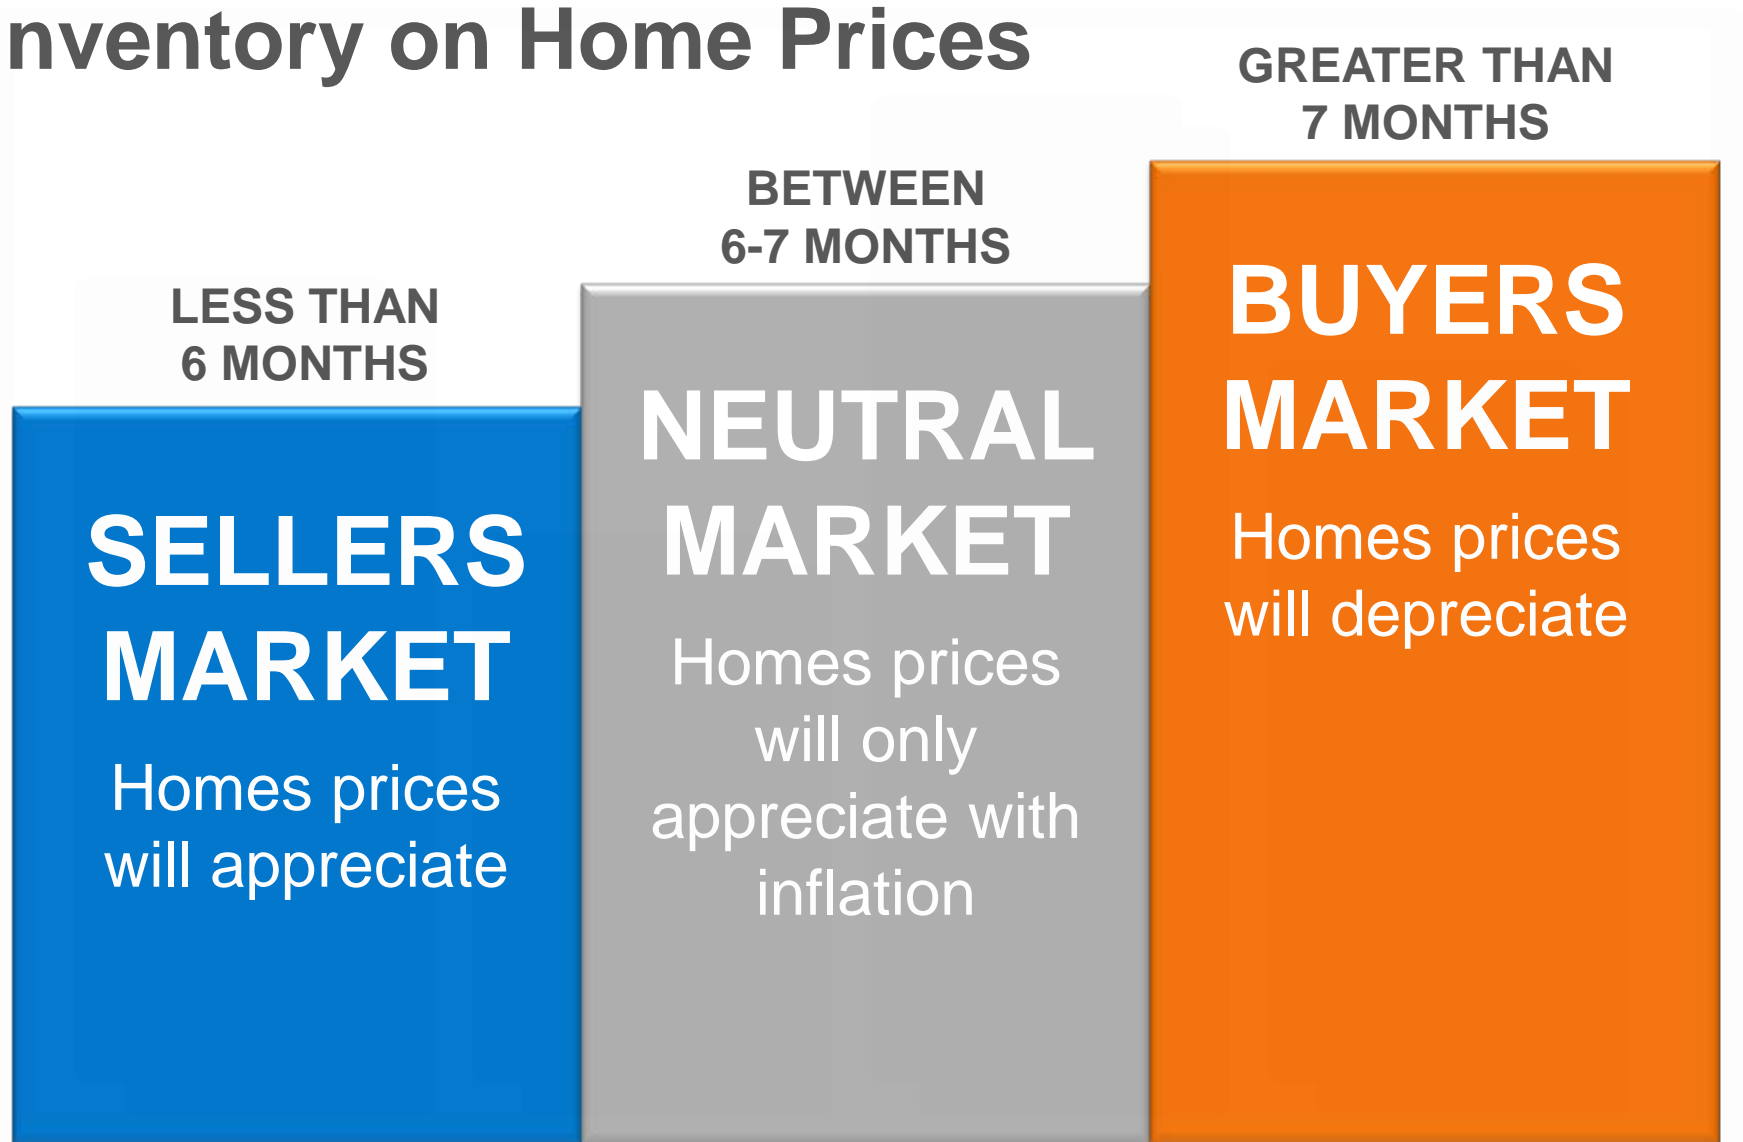 nventory on Home Prices
LESS THAN
6 MONTHS
SELLERS
MARKET
Homes prices
will appreciate
BETWEEN
6-7 MONTHS
NEUTRAL
MARKET
Homes prices
will only
appreciate with
inflation
GREATER THAN
7 MONTHS
BUYERS
MARKET
Homes prices
will depreciate